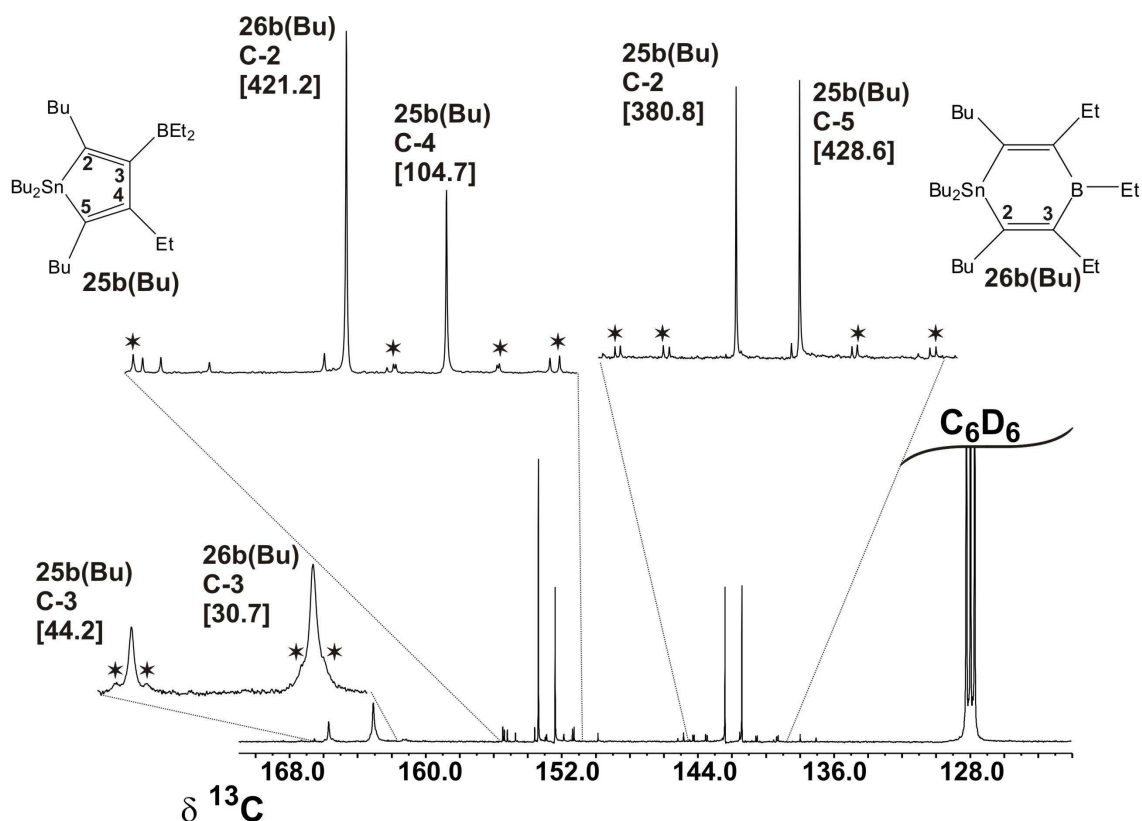 26b(Bu)
C-2
[421.2]
25b(Bu)
C-4
[104.7]
25b(Bu)
C-2
[380.8]
25b(Bu)
C-5
[428.6]
Bu
BEt2
2
3
Bu2Sn
4
5
Et
Bu
25b(Bu)
Bu
Et
Bu2Sn
B
Et
2
3
Bu
Et
26b(Bu)
C6D6
25b(Bu)
C-3
[44.2]
26b(Bu)
C-3
[30.7]
168.0 160.0 152.0 144.0 136.0 128.0
δ 13C